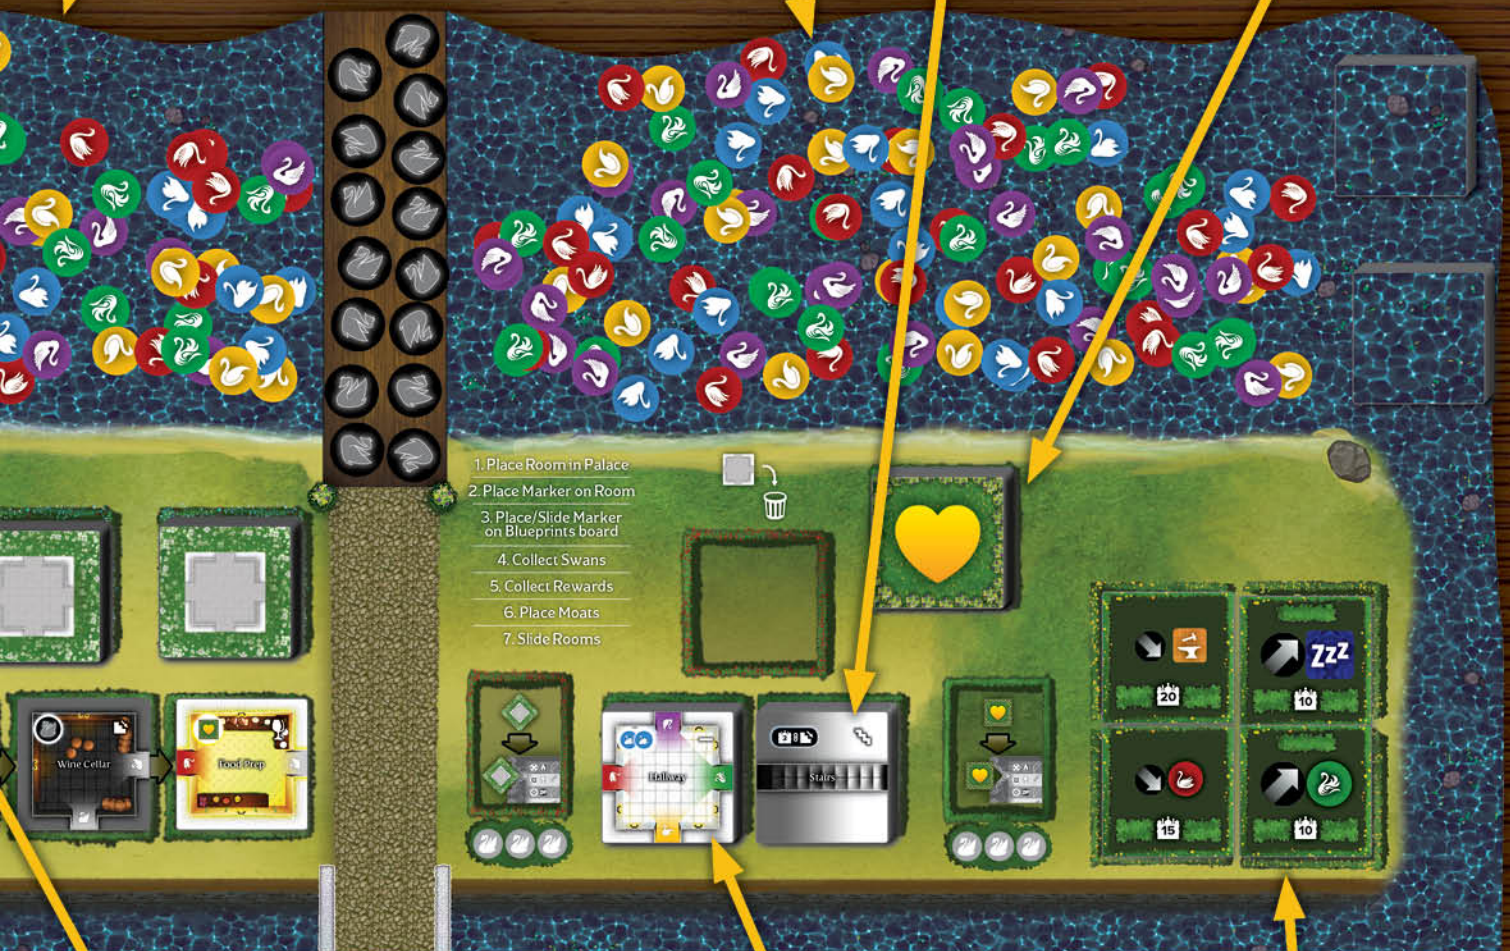 1. Place Room in Palace
2. Place Marker on Room
3. Place/Slide Marker
on Blueprints board
4. Collect Swans
5. Collect Rewards
6. Place Moats
7. Slide Rooms
20
ZZZ
10
15
10
Wine Cellar
Food Prep
Hallway
Stairs